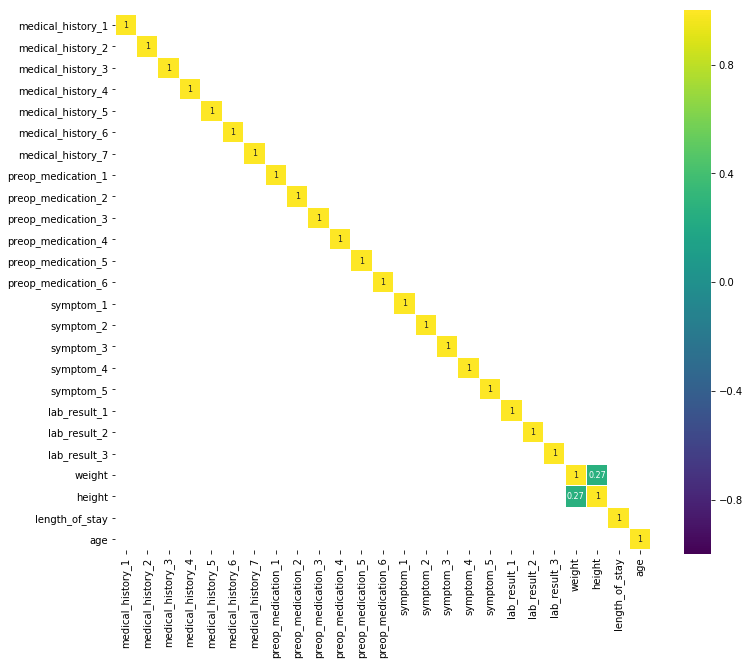 medical_history_1 1
medical_history_2 1
medical_history_3 1
medical_history_4 1
medical_history_5 1
medical_history_6 1
medical_history_7 1
preop_medication_1 1
preop_medication_2 1
preop_medication_3 1
preop_medication_4 1
preop_medication_5 1
preop_medication_6 1
symptom_1 1
symptom_2 1
symptom_3 1
symptom_4 1
symptom_5 1
lab_result_1 1
lab_result_2 1
lab_result_3 1
weight 1 0.27
height 0.27 1
length_of_stay 1
age 1
medical_history_1
medical_history_2
medical_history_3
medical_history_4
medical_history_5
medical_history_6
medical_history_7
preop_medication_1
preop_medication_2
preop_medication_3
preop_medication_4
preop_medication_5
preop_medication_6
symptom_1
symptom_2
symptom_3
symptom_4
symptom_5
lab_result_1
lab_result_2
lab_result_3
weight
height
length_of_stay
age
0.8
0.4
0.0
−0.4
−0.8